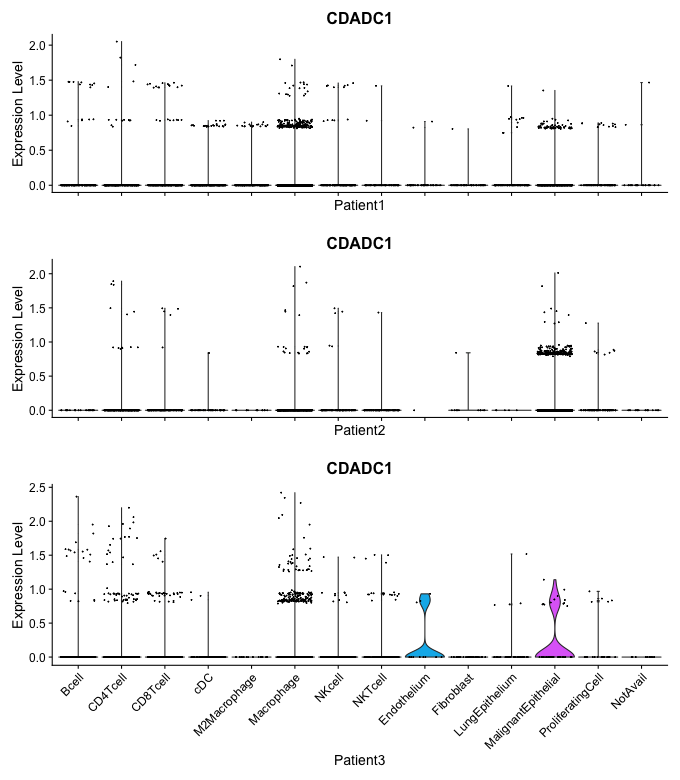 CDADC1
Expression Level
2.0
1.5
1.0
0.5
0.0
Patient1
CDADC1
Expression Level
2.0
1.5
1.0
0.5
0.0
Patient2
CDADC1
Expression Level
2.5
2.0
1.5
1.0
0.5
0.0
Bcell
CD4Tcell
CD8Tcell
cDC
M2Macrophage
Macrophage
NKcell
NKTcell
Endothelium
Fibroblast
LungEpithelium
MalignantEpithelial
ProliferatingCell
NotAvail
Patient3